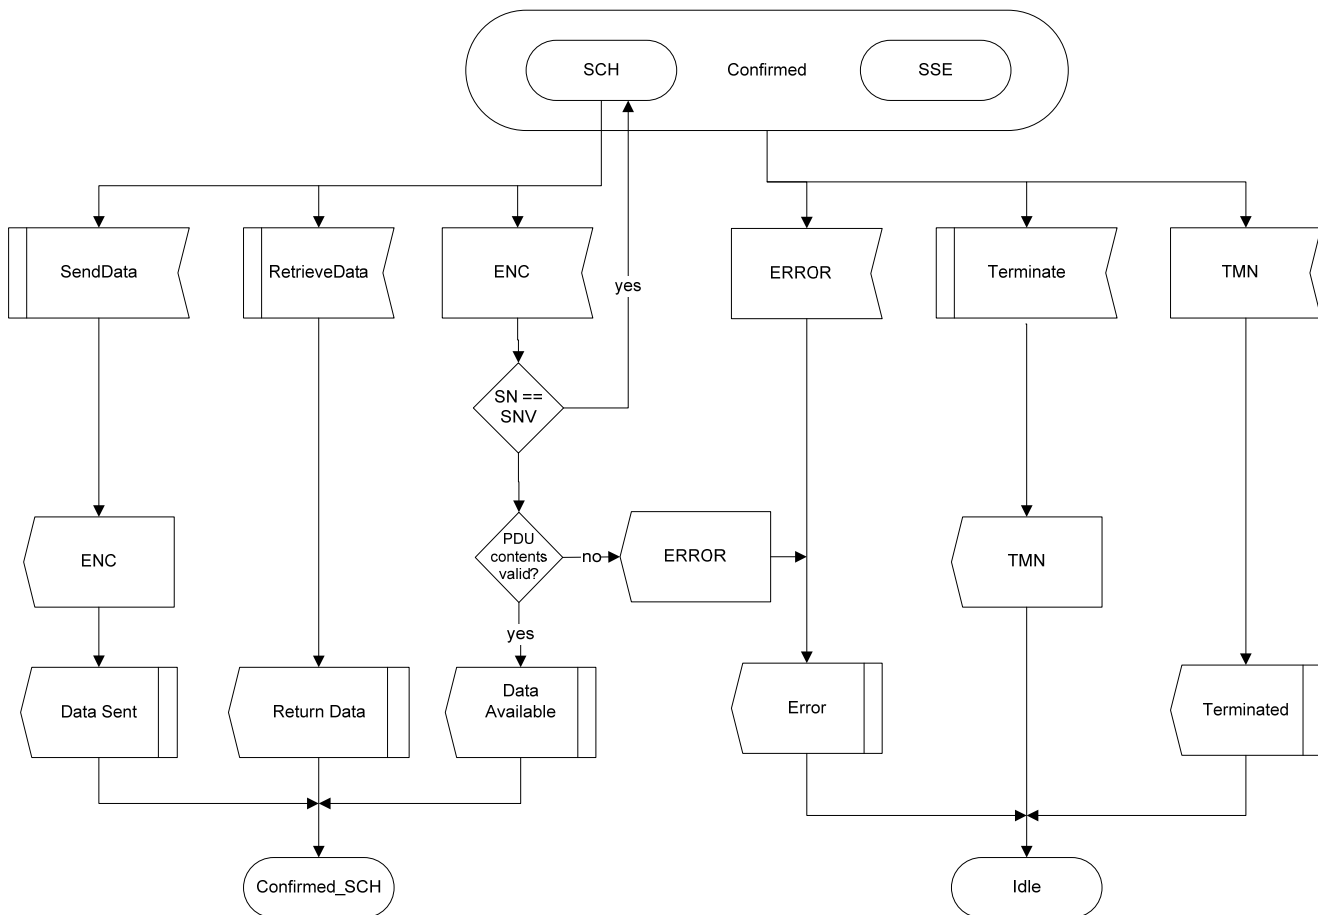 SCH
Confirmed
SSE
SendData
RetrieveData
ENC
yes
ERROR
Terminate
TMN
SN ==
SNV
PDU
contents
valid?
no
ERROR
ENC
TMN
yes
Data Sent
Return Data
Data
Available
Error
Terminated
Confirmed_SCH
Idle